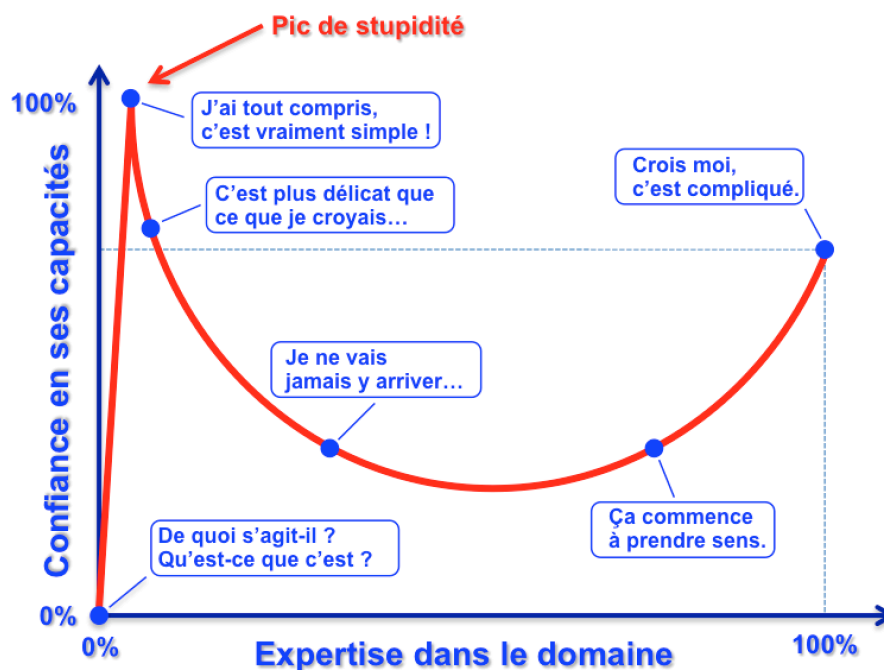 Pic de stupidité
100%
J'ai tout compris,
c'est vraiment simple !
C'est plus délicat que
ce que je croyais…
Crois moi,
c'est compliqué.
Je ne vais
jamais y arriver…
Ça commence
à prendre sens.
De quoi s'agit-il ?
Qu'est-ce que c'est ?
Confiance en ses capacités
0%
0%
Expertise dans le domaine
100%